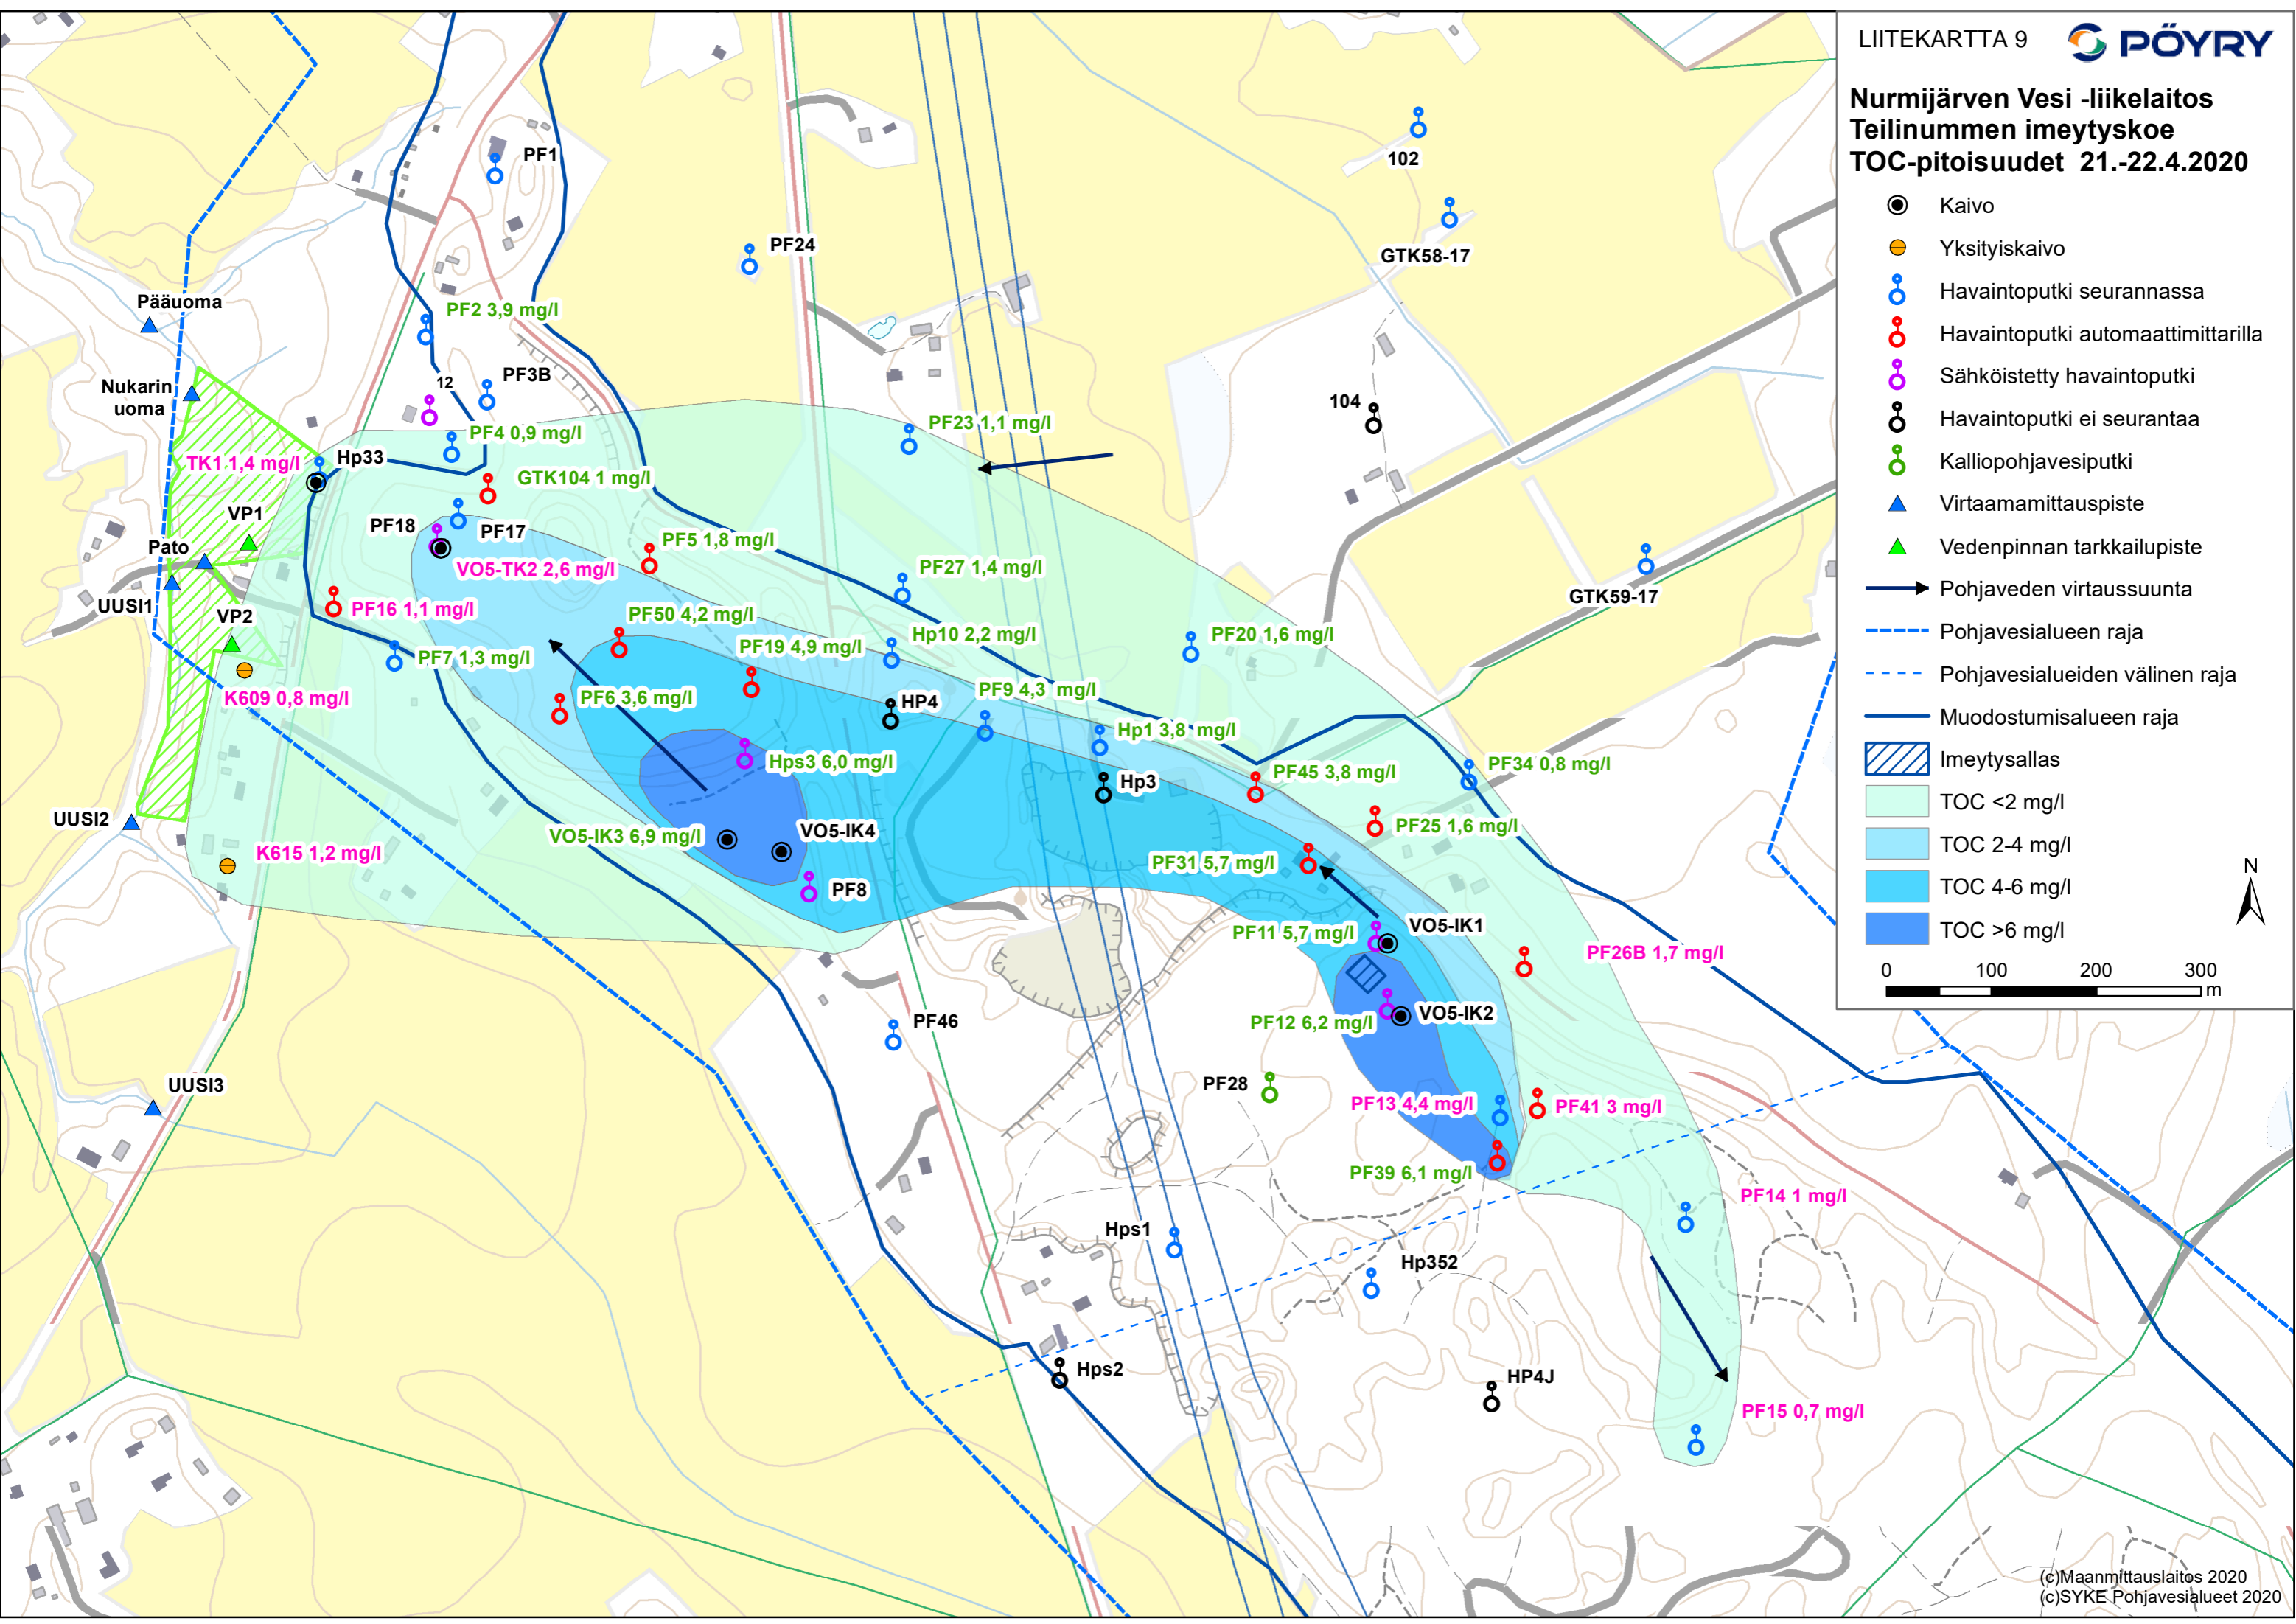 LIITEKARTTA 9
PÖYRY
Nurmijärven Vesi -liikelaitos
Teilinummen imeytyskoe
TOC-pitoisuudet 21.-22.4.2020
Kaivo
Yksityiskaivo
Havaintoputki seurannassa
Havaintoputki automaattimittarilla
Sähköistetty havaintoputki
Havaintoputki ei seurantaa
Kalliopohjavesiputki
Virtaamamittauspiste
Vedenpinnan tarkkailupiste
Pohjaveden virtaussuunta
Pohjavesialueen raja
Pohjavesialueiden välinen raja
Muodostumisalueen raja
Imeytysallas
TOC <2 mg/l
TOC 2-4 mg/l
TOC 4-6 mg/l
TOC >6 mg/l
N
0 100 200 300
m
PF1
102
PF24
GTK58-17
Pääuoma
PF2 3,9 mg/l
Nukarin
uoma
12
PF3B
104
PF23 1,1 mg/l
PF4 0,9 mg/l
TK1 1,4 mg/l
Hp33
GTK104 1 mg/l
VP1
PF18
PF17
Pato
PF5 1,8 mg/l
VO5-TK2 2,6 mg/l
PF27 1,4 mg/l
GTK59-17
UUSI1
PF16 1,1 mg/l
VP2
PF50 4,2 mg/l
Hp10 2,2 mg/l
PF20 1,6 mg/l
PF19 4,9 mg/l
PF7 1,3 mg/l
K609 0,8 mg/l
PF6 3,6 mg/l
PF9 4,3 mg/l
HP4
Hp1 3,8 mg/l
Hps3 6,0 mg/l
Hp3
PF45 3,8 mg/l
PF34 0,8 mg/l
UUSI2
VO5-IK3 6,9 mg/l
VO5-IK4
PF25 1,6 mg/l
K615 1,2 mg/l
PF31 5,7 mg/l
PF8
PF11 5,7 mg/l
VO5-IK1
PF26B 1,7 mg/l
PF46
PF12 6,2 mg/l
VO5-IK2
UUSI3
PF28
PF13 4,4 mg/l
PF41 3 mg/l
PF39 6,1 mg/l
PF14 1 mg/l
Hps1
Hp352
Hps2
HP4J
PF15 0,7 mg/l
(c)Maanmittauslaitos 2020
(c)SYKE Pohjavesialueet 2020